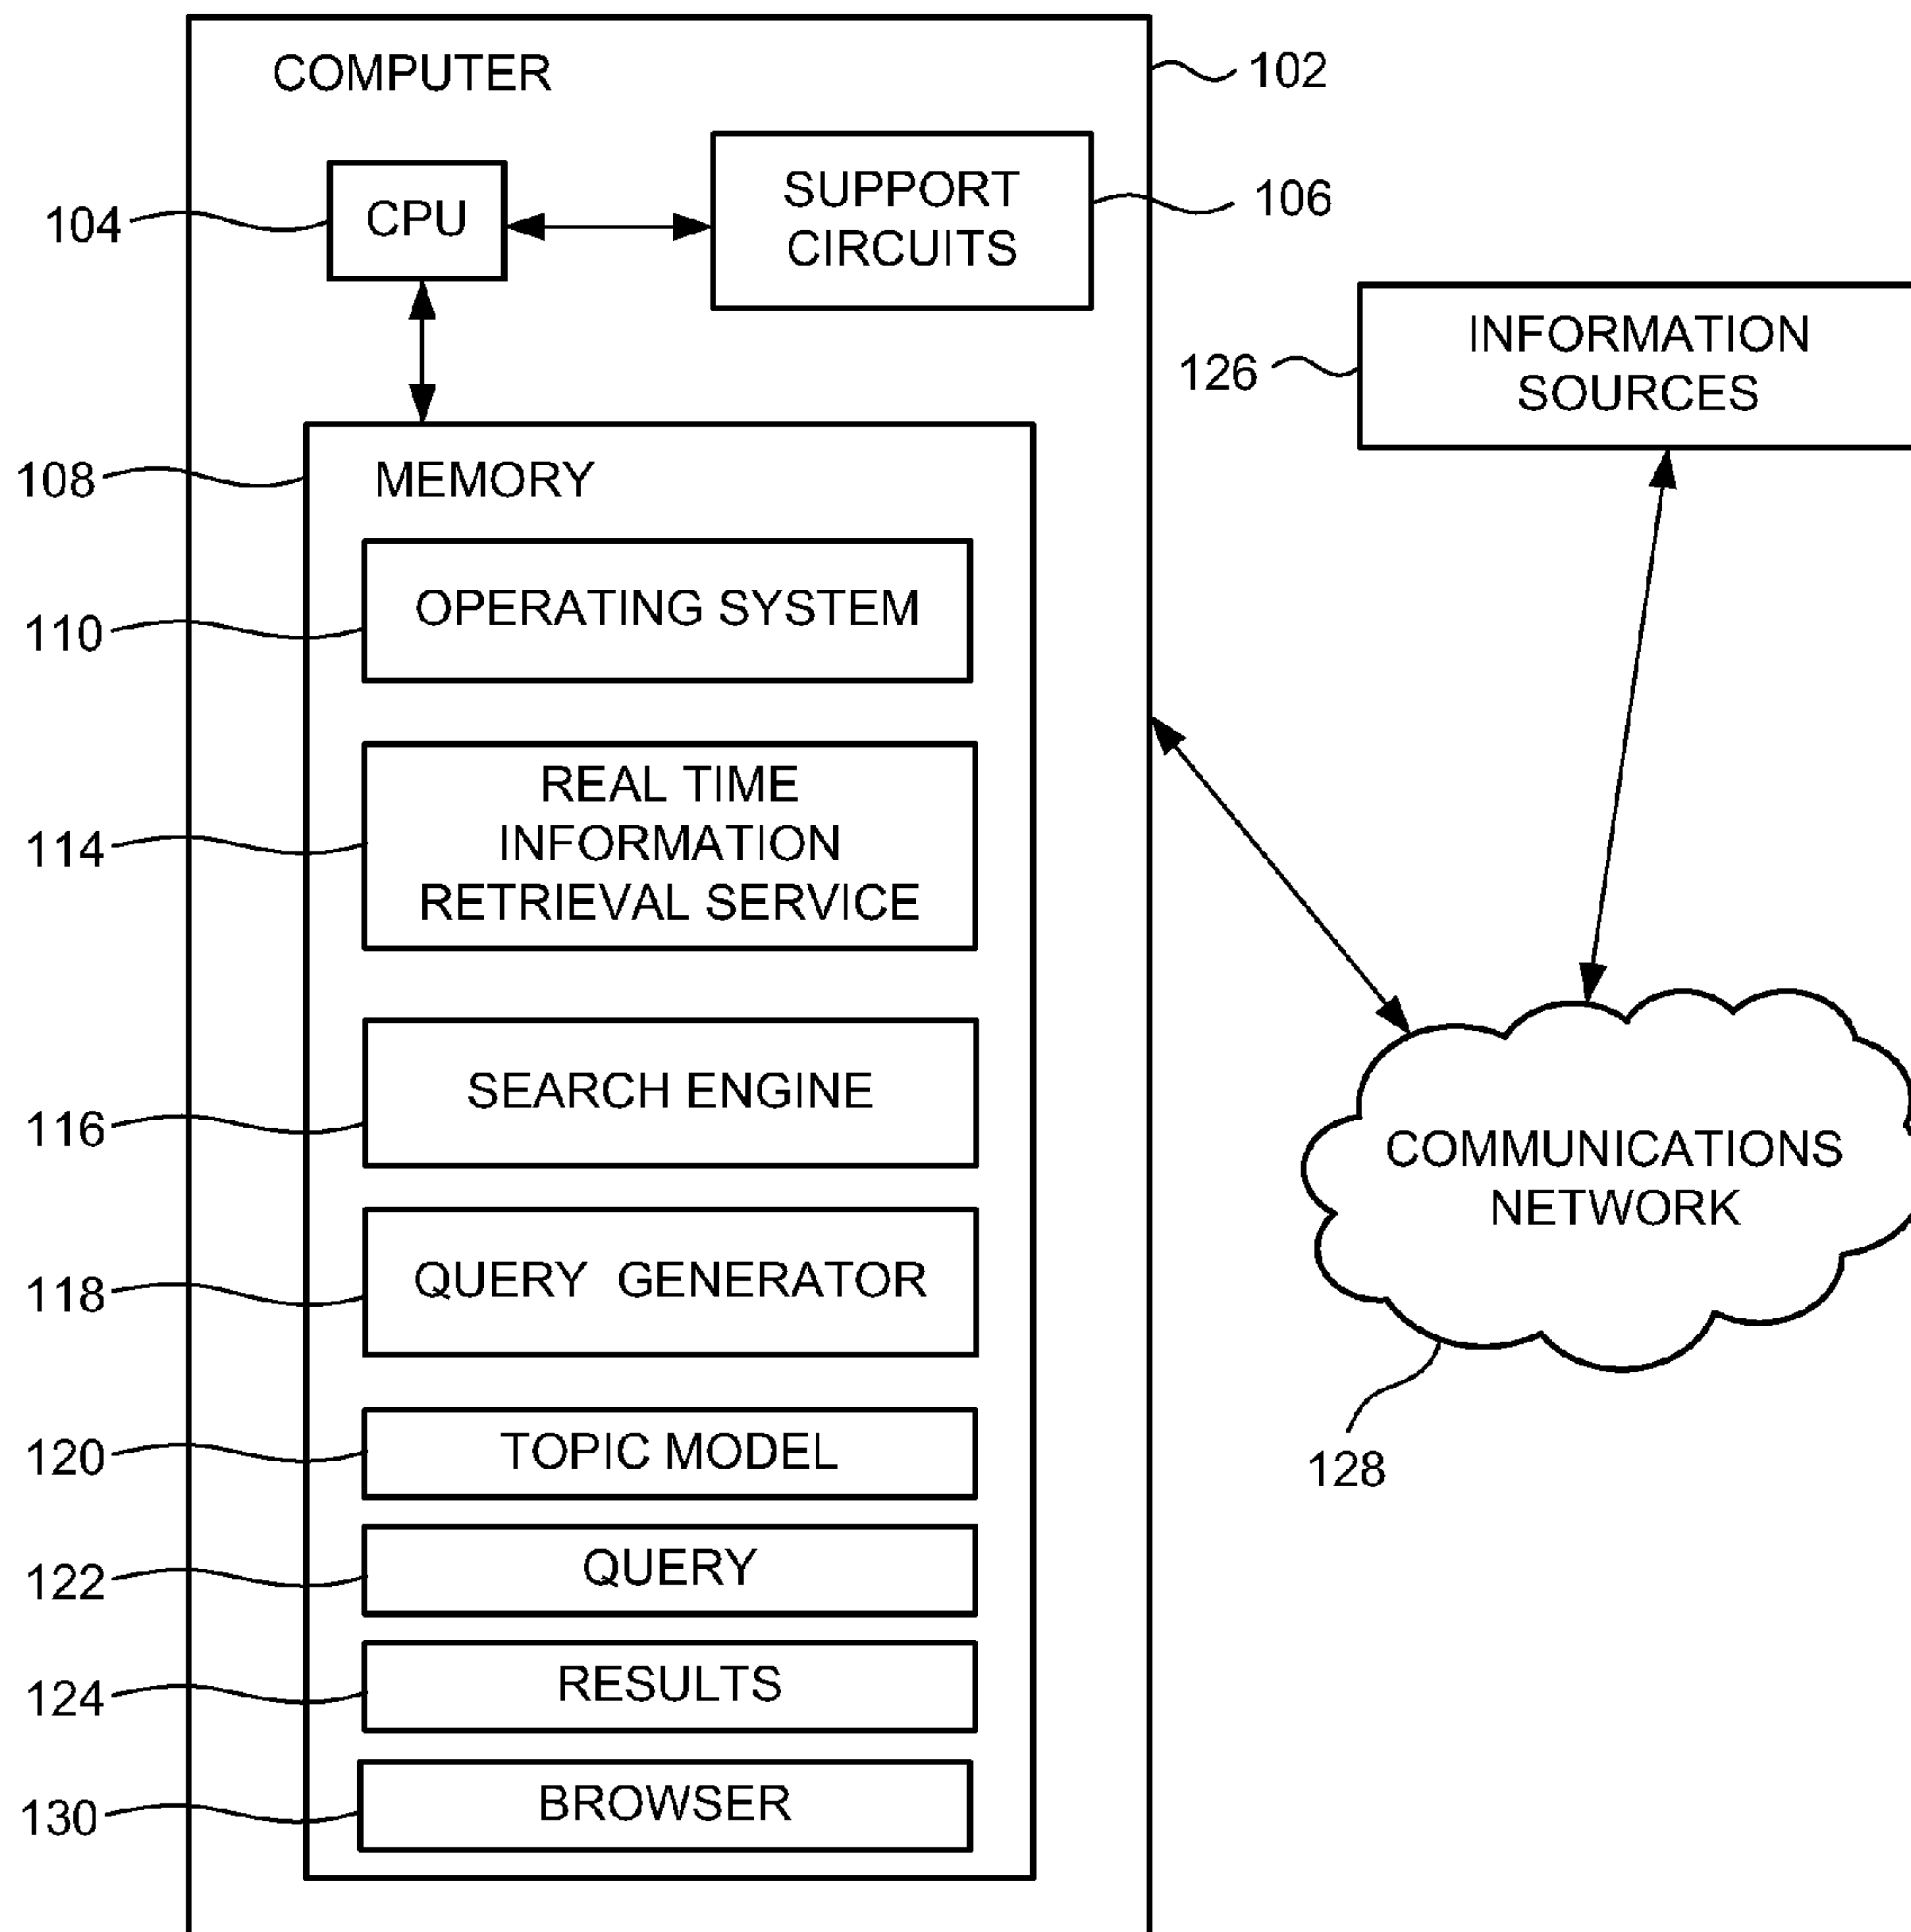 COMPUTER
102
104
CPU
SUPPORT
CIRCUITS
106
126
INFORMATION
SOURCES
108
MEMORY
110
OPERATING SYSTEM
114
REAL TIME
INFORMATION
RETRIEVAL SERVICE
116
SEARCH ENGINE
118
QUERY GENERATOR
COMMUNICATIONS
NETWORK
128
120
TOPIC MODEL
122
QUERY
124
RESULTS
130
BROWSER